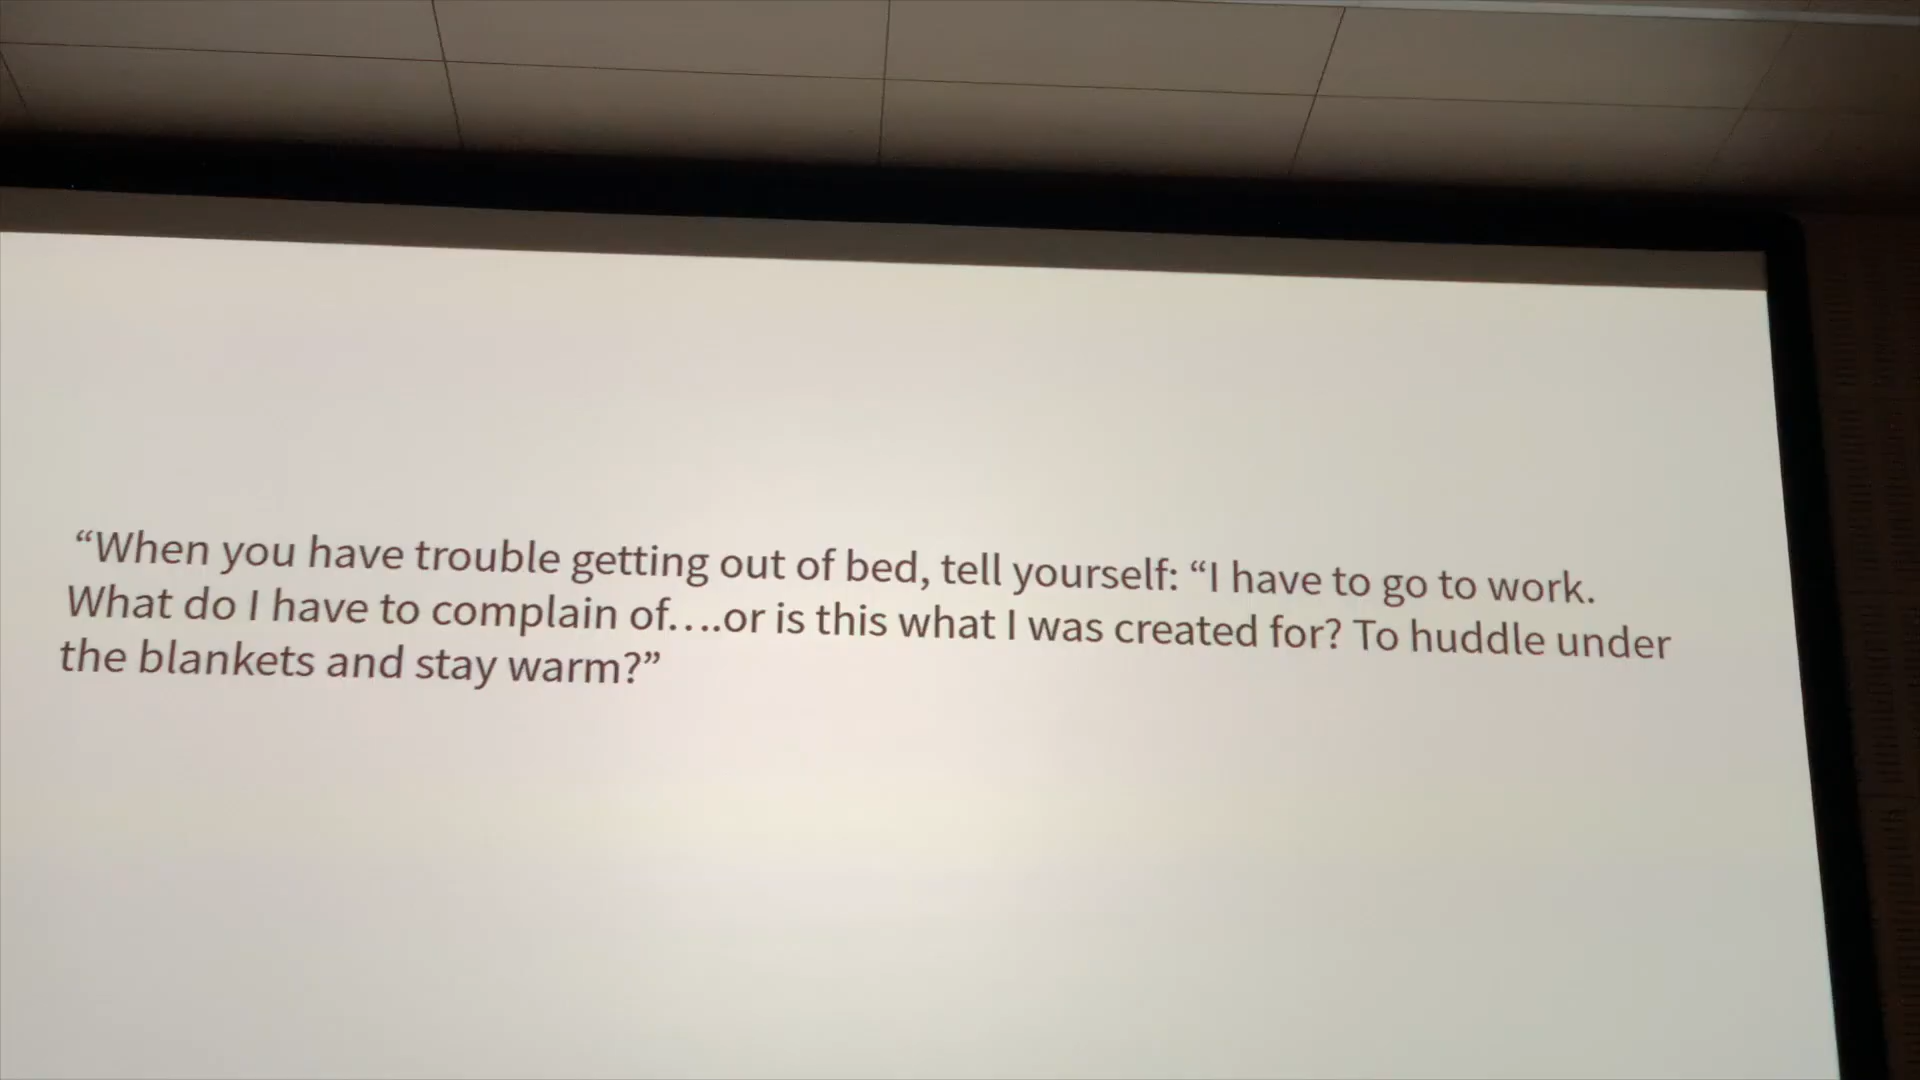 “When you have trouble getting out of bed, tell yourself: “I have to go to work.
What do I have to complain of….or is this what I was created for? To huddle under
the blankets and stay warm?”